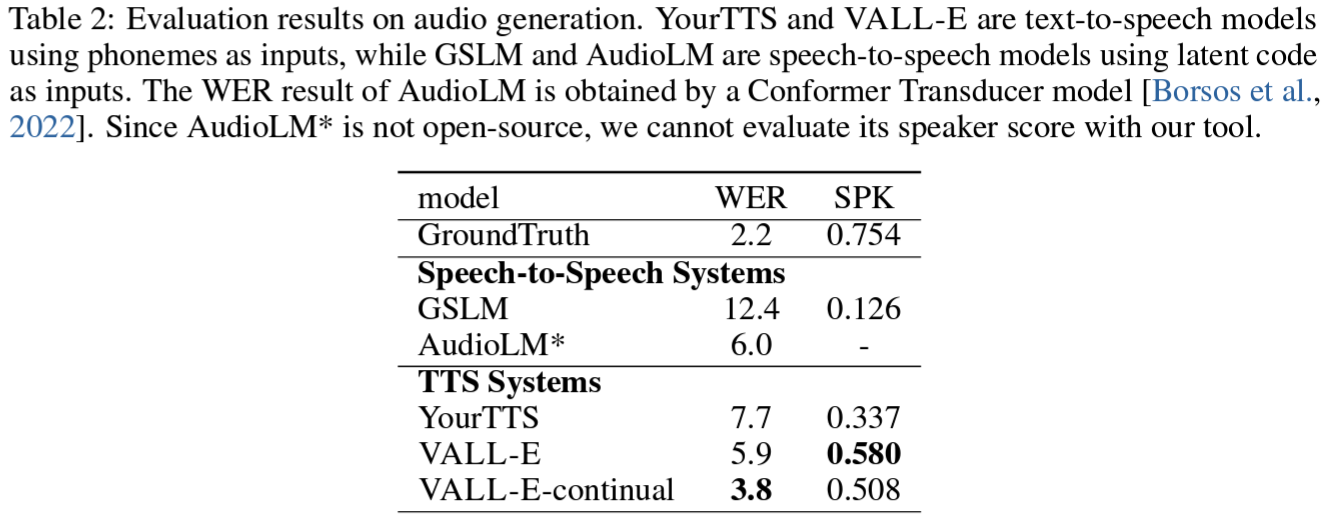 Table 2: Evaluation results on audio generation. YourTTS and VALL-E are text-to-speech models
using phonemes as inputs, while GSLM and AudioLM are speech-to-speech models using latent code
as inputs. The WER result of AudioLM is obtained by a Conformer Transducer model [Borsos et al.,
2022]. Since AudioLM* is not open-source, we cannot evaluate its speaker score with our tool.
model WER SPK
GroundTruth 2.2 0.754
Speech-to-Speech Systems
GSLM 12.4 0.126
AudioLM* 6.0 -
TTS Systems
YourTTS 7.7 0.337
VALL-E 5.9 0.580
VALL-E-continual 3.8 0.508